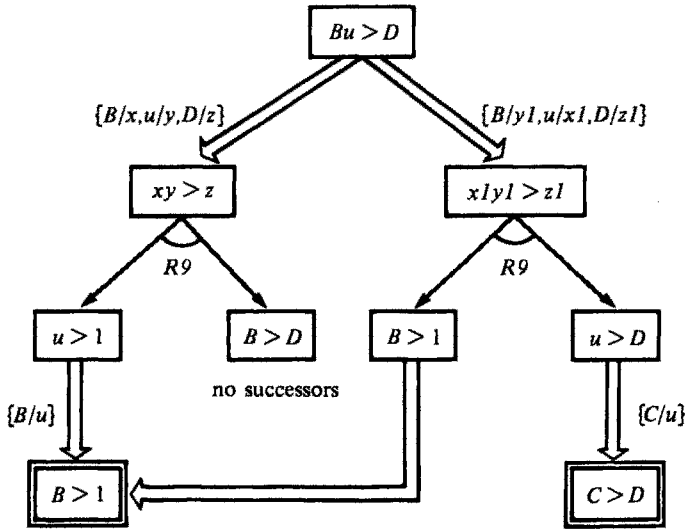 Bu > D
{B/x,u/y,D/z}
{B/y1,u/x1,D/z1}
xy > z
x1y1 > z1
R9
R9
u > 1
B > D
B > 1
u > D
no successors
{B/u}
{C/u}
B > 1
C > D